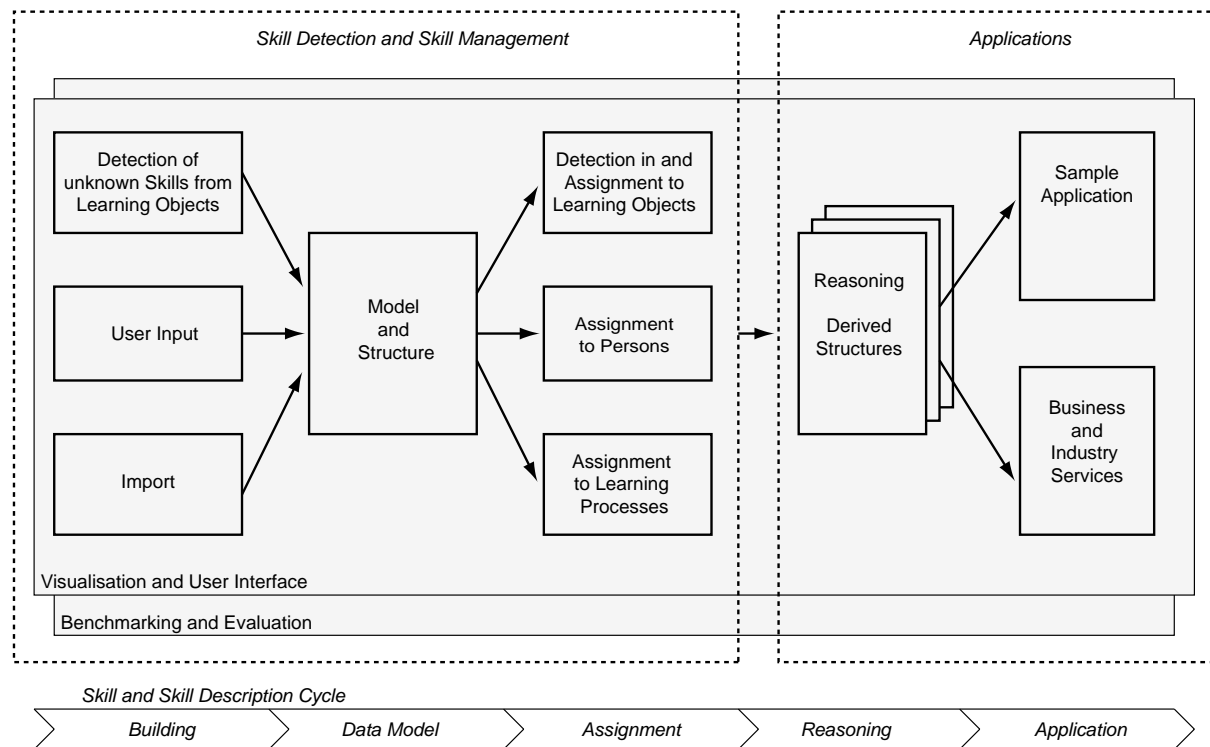 Skill Detection and Skill Management
Applications
Detection of
unknown Skills from
Learning Objects
User Input
Import
Model
and
Structure
Detection in and
Assignment to
Learning Objects
Assignment
to Persons
Assignment
to Learning
Processes
Reasoning
Derived
Structures
Sample
Application
Business
and
Industry
Services
Visualisation and User Interface
Benchmarking and Evaluation
Skill and Skill Description Cycle
Building
Data Model
Assignment
Reasoning
Application